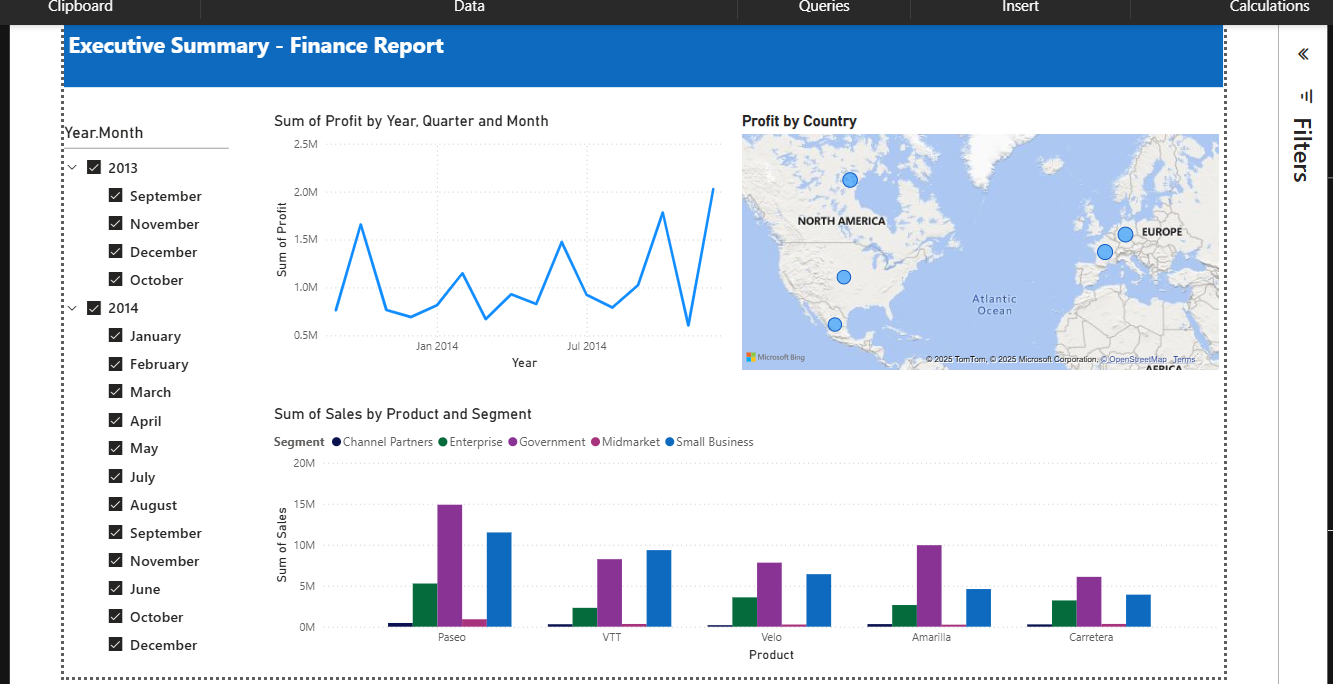 Clipboard
Data
Queries
Insert
Calculations
Executive Summary - Finance Report
Filters
Year.Month
2013
September
November
December
October
2014
January
February
March
April
May
July
August
September
November
June
October
December
Sum of Profit by Year, Quarter and Month
2.5M
2.0M
1.5M
1.0M
0.5M
Sum of Profit
Jan 2014
Jul 2014
Year
Profit by Country
NORTH AMERICA
EUROPE
Atlantic
Ocean
Microsoft Bing
© 2025 TomTom, © 2025 Microsoft Corporation, © OpenStreetMap Terms
AFRICA
Sum of Sales by Product and Segment
Segment Channel Partners Enterprise Government Midmarket Small Business
20M
15M
10M
5M
0M
Sum of Sales
Paseo
VTT
Velo
Amarilla
Carretera
Product